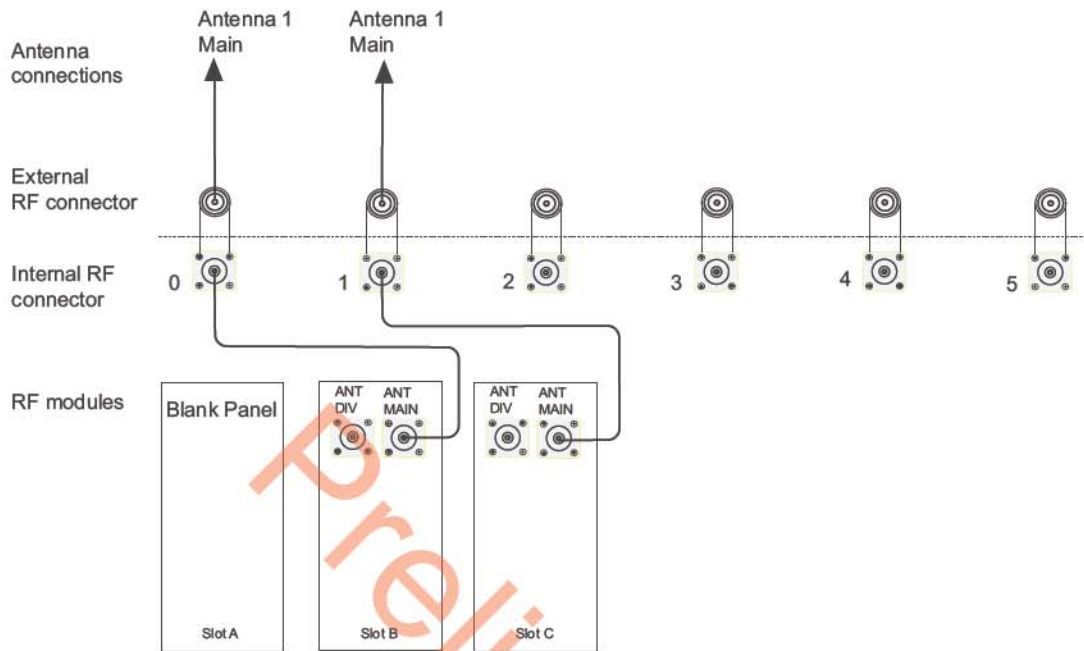 Antenna 1
Main
Antenna 1
Main
Antenna
connections
External
RF connector
Internal RF
connector
0
1
2
3
4
5
RF modules
Blank Panel
ANT
DIV
ANT
MAIN
ANT
DIV
ANT
MAIN
Slot A
Slot B
Slot C
Preli